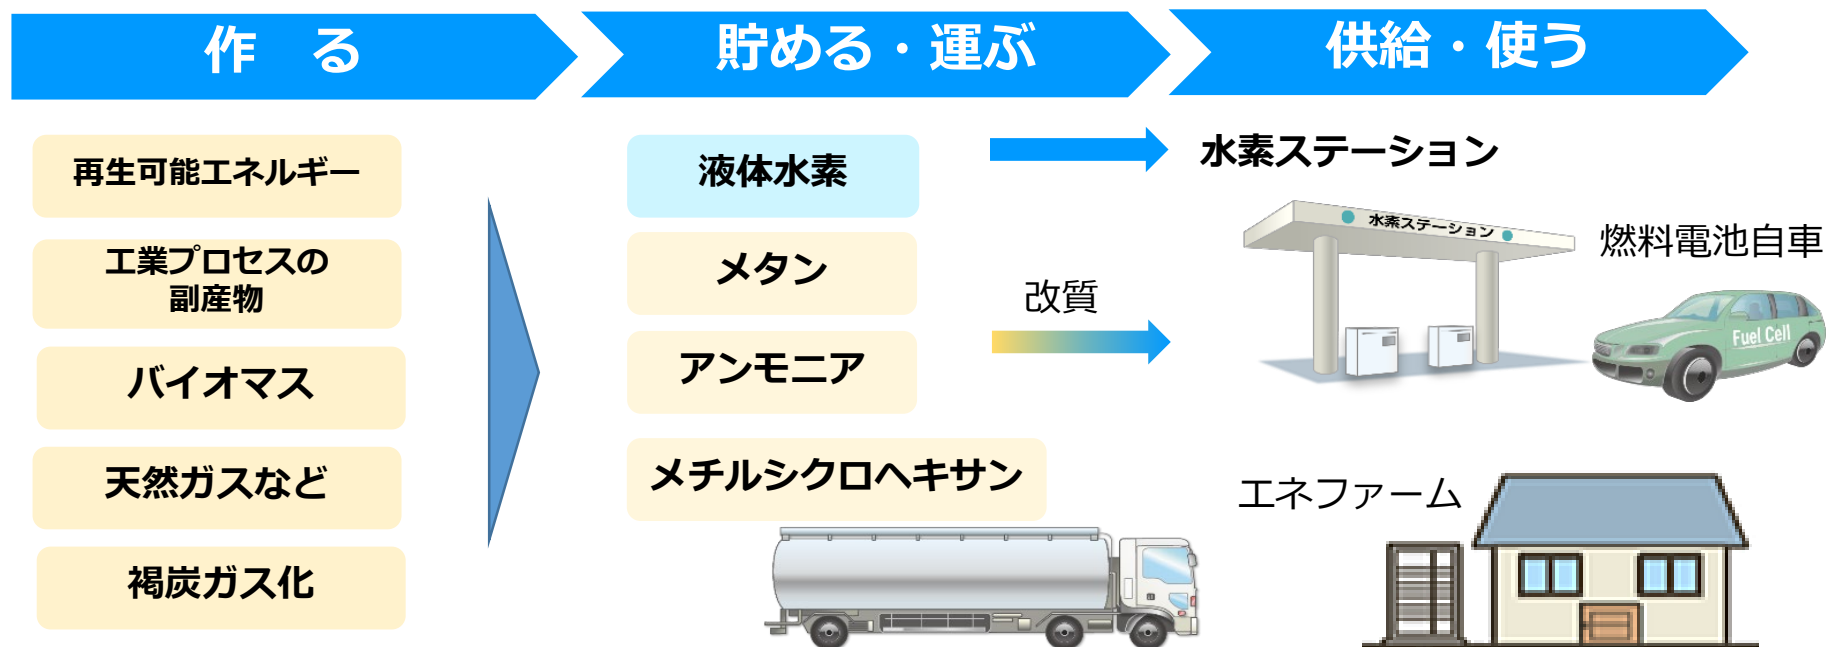 作　る
貯める・運ぶ
供給・使う
再生可能エネルギー
工業プロセスの
副産物
バイオマス
天然ガスなど
褐炭ガス化
液体水素
メタン
アンモニア
メチルシクロヘキサン
改質
水素ステーション
水素ステーション
燃料電池自車
Fuel Cell
エネファーム